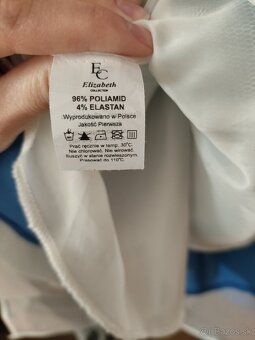 EC
Elizabeth
COLLECTION
96% POLIAMID
4% ELASTAN
Wyprodukowano w Polsce
Jakość Pierwsza
Prać ręcznie w temp. 30°C
Nie chlorować. Nie wirować.
Suszyć w stanie rozwieszonym.
Prasować do 110°C